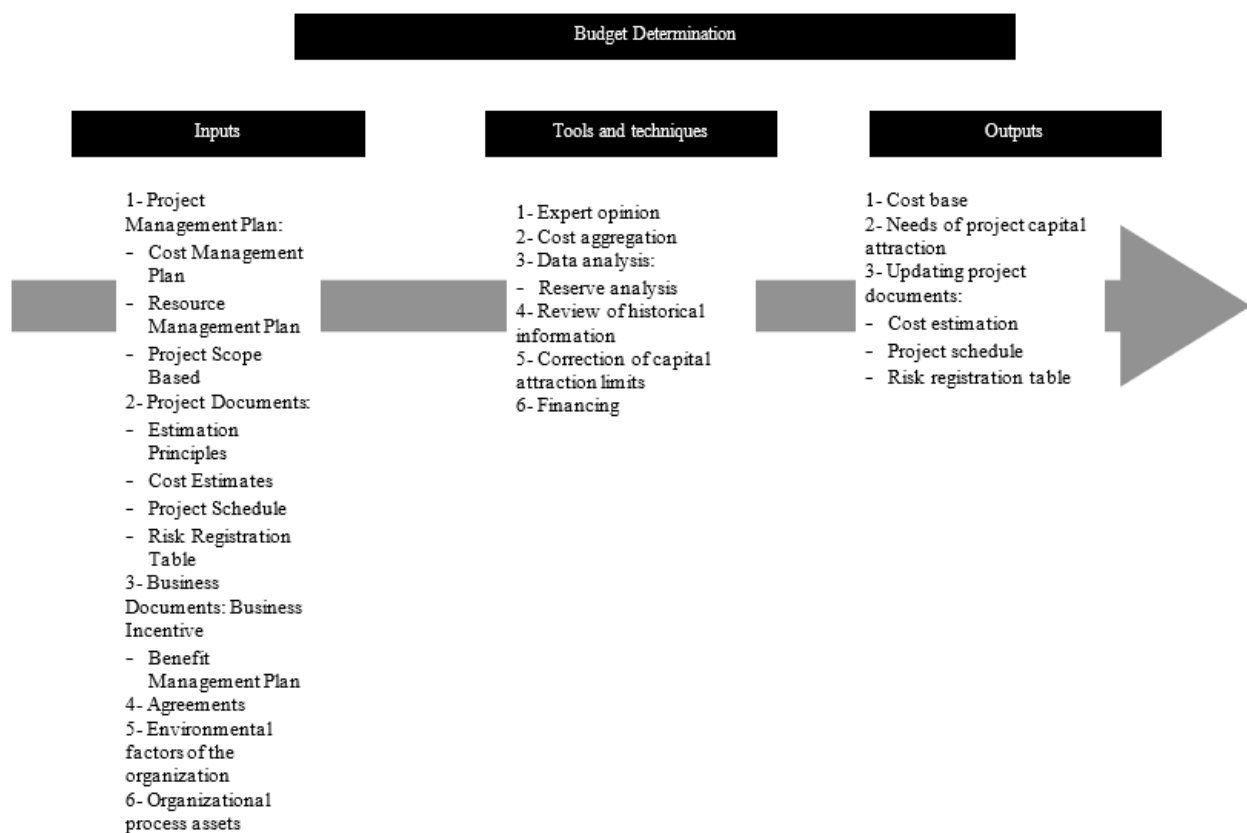 Budget Determination
Inputs
1- Project
Management Plan:
- Cost Management
Plan
- Resource
Management Plan
- Project Scope
Based
2- Project Documents:
- Estimation
Principles
- Cost Estimates
- Project Schedule
- Risk Registration
Table
3- Business
Documents: Business
Incentive
- Benefit
Management Plan
4- Agreements
5- Environmental
factors of the
organization
6- Organizational
process assets
Tools and techniques
1- Expert opinion
2- Cost aggregation
3- Data analysis:
- Reserve analysis
4- Review of historical
information
5- Correction of capital
attraction limits
6- Financing
Outputs
1- Cost base
2- Needs of project capital
attraction
3- Updating project
documents:
- Cost estimation
- Project schedule
- Risk registration table